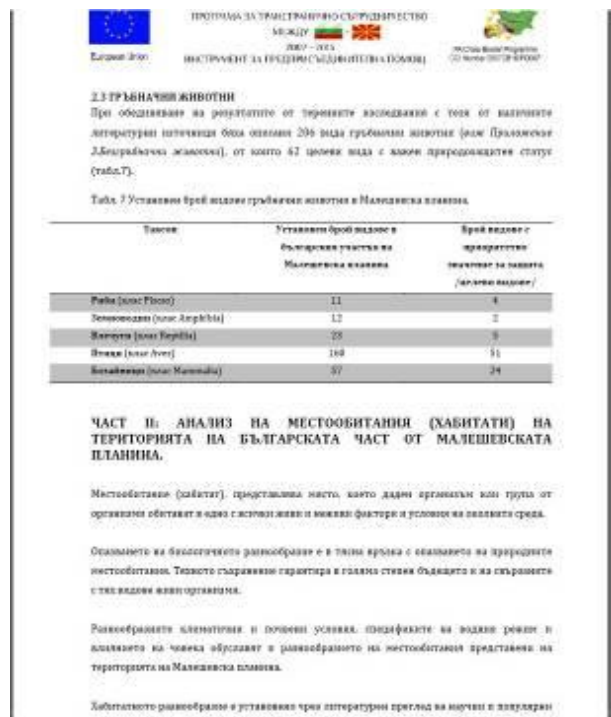 ПРОГРАМА ЗА ТРАНСГРАНИЧНО СЪТРУДНИЧЕСТВО
МЕЖДУ -
2007 - 2013
European Union
ИНСТРУМЕНТ ЗА ПРЕДПРИСЪЕДИНИТЕЛНА ПОМОЩ
2.3 ГРЪБНАЧНИ ЖИВОТНИ
При обединяване на резултатите от теренните изследвания с тези от наличните
литературни източници бяха описани 206 вида гръбначни животни (виж Приложение
3.Безгръбначни животни), от които 62 целеви вида с важен природозащитен статус
(табл.7).
Табл. 7 Установен брой видове гръбначни животни в Малешевска планина.
Таксон
Установен брой видове в
български участък на
Малешевска планина
Брой видове с
приоритетно
значение за защита
/целеви видове/
Риби (клас Pisces) 11 4
Земноводни (клас Amphibia) 12 2
Влечуги (клас Reptilia) 23
Птици (клас Aves) 160 51
Бозайници (клас Mammalia) 57 24
ЧАСТ II: АНАЛИЗ НА МЕСТООБИТАНИЯ (ХАБИТАТИ) НА
ТЕРИТОРИЯТА НА БЪЛГАРСКАТА ЧАСТ ОТ МАЛЕШЕВСКАТА
ПЛАНИНА.
Местообитание (хабитат), представлява място, което даден организъм или група от
организми обитават в едно с всички живи и неживи фактори и условия на околната среда.
Опазването на биологичното разнообразие е в тясна връзка с опазването на природните
местообитания. Тяхното съхранение гарантира в голяма степен бъдещето и на свързаните
с тях видове живи организми.
Разнообразните климатични и почвени условия, спецификите на водния режим и
влиянието на човека обуславят и разнообразието на местообитания представени на
територията на Малешевска планина.
Хабитатното разнообразие е установено чрез литературен преглед на научни и популярни